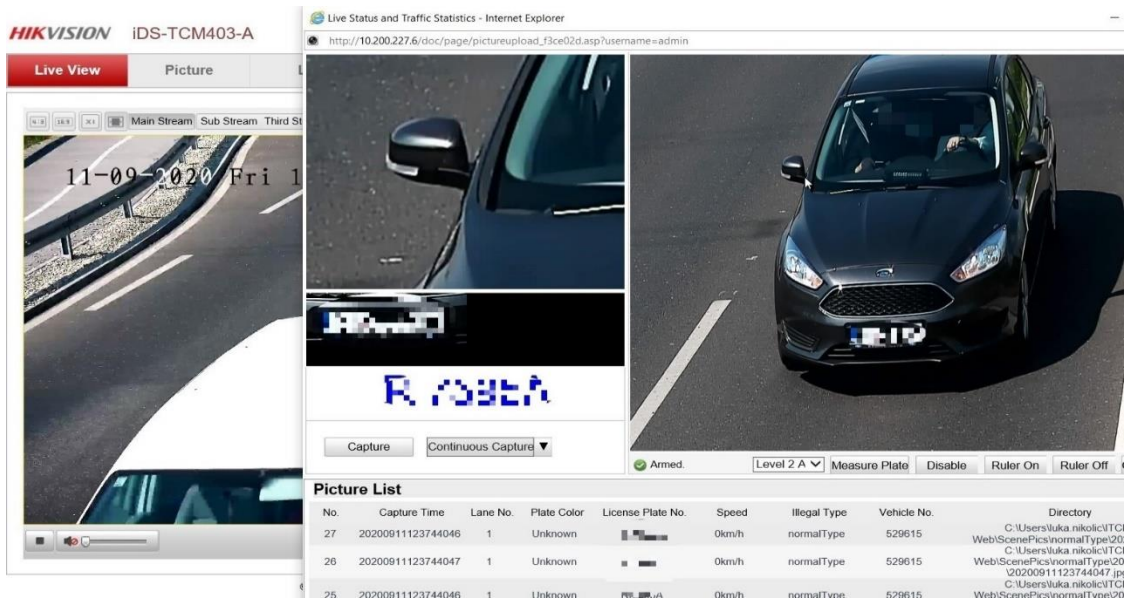 HIKVISION iDS-TCM403-A
Live View Picture
Main Stream Sub Stream Third St
11-09-2020 Fri 1
Live Status and Traffic Statistics - Internet Explorer
http://10.200.227.6/doc/page/pictureupload_f3ce02d.asp?username=admin
Capture Continuous Capture
Armed. Level 2 A Measure Plate Disable Ruler On Ruler Off
Picture List
No. Capture Time Lane No. Plate Color License Plate No. Speed Illegal Type Vehicle No. Directory
27 20200911123744046 1 Unknown 0km/h normalType 529615 C:\Users\luka.nikolic\ITCI
Web\ScenePics\normalType\202
26 20200911123744047 1 Unknown 0km/h normalType 529615 C:\Users\luka.nikolic\ITCI
Web\ScenePics\normalType\20
\20200911123744047.jpg
25 20200911123744046 1 Unknown 0km/h normalType 529615 C:\Users\luka.nikolic\ITCI
Web\ScenePics\normalType\20